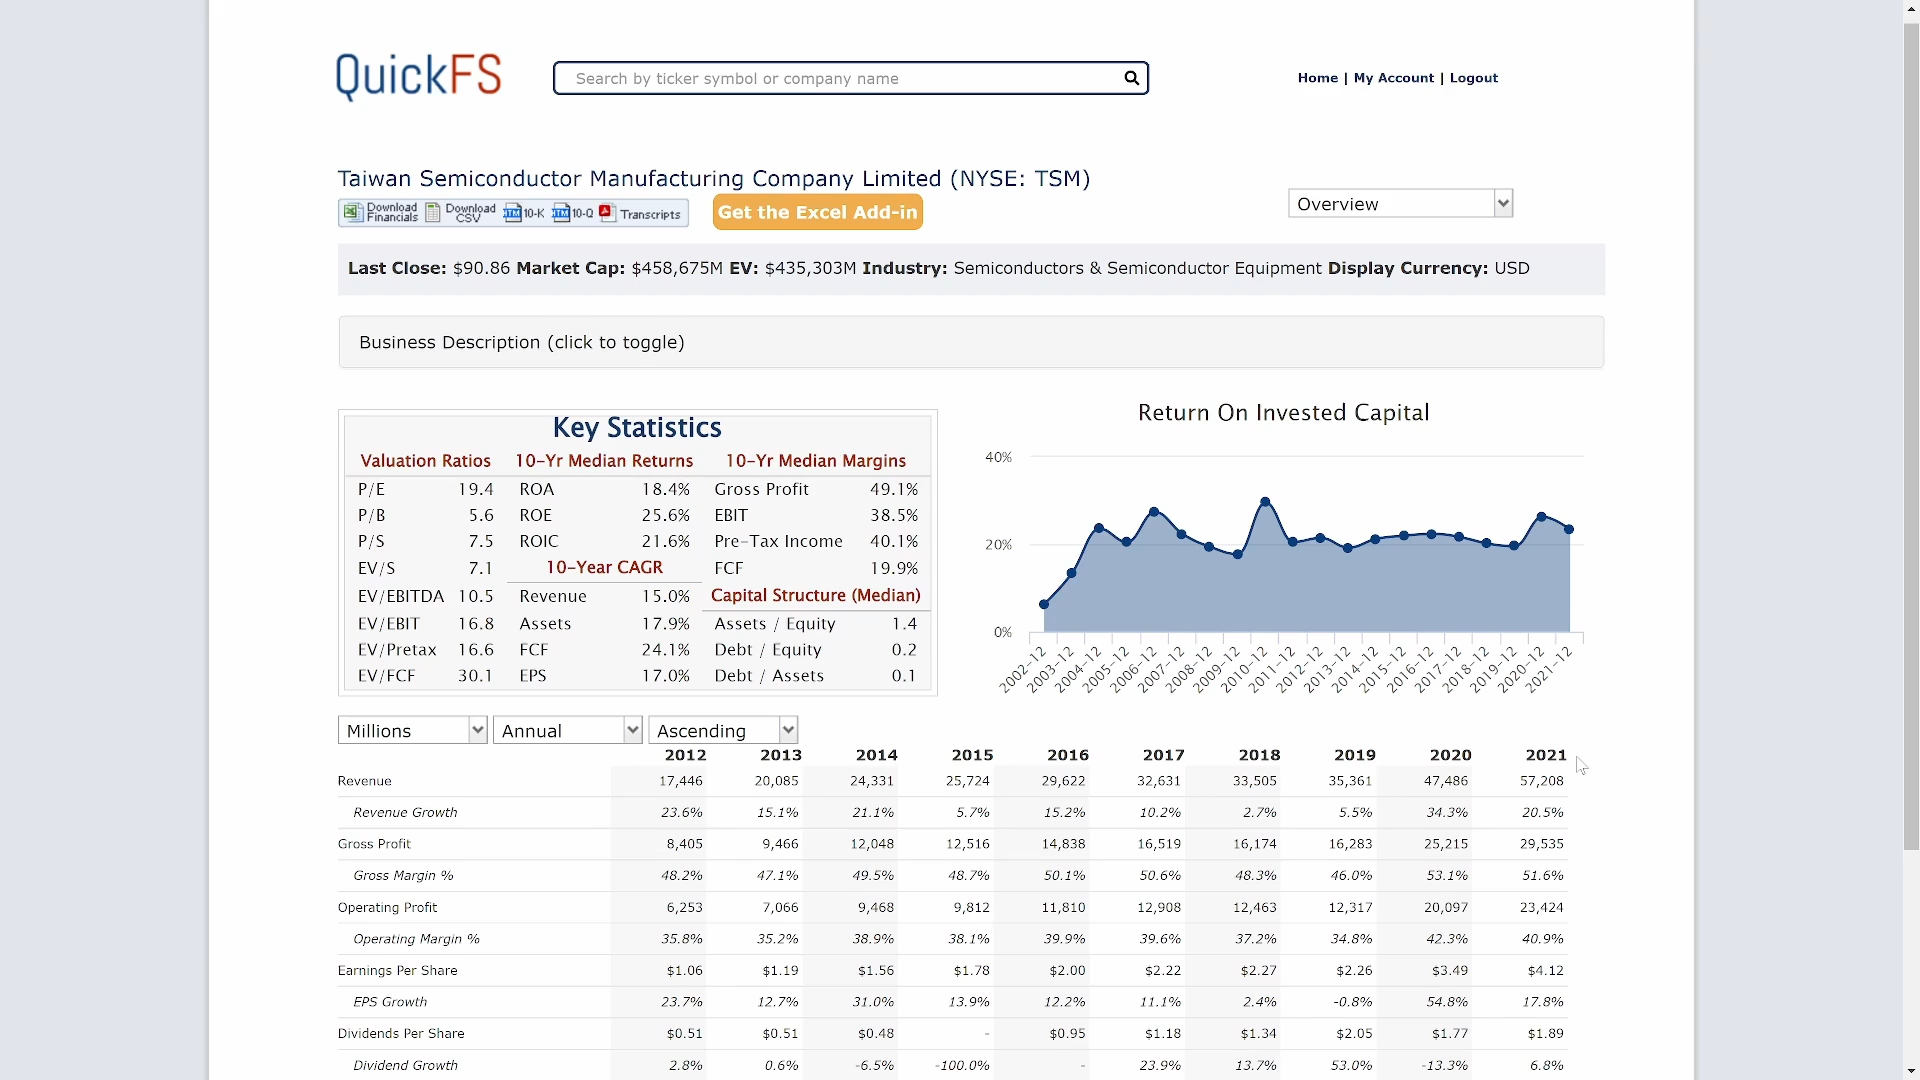 QuickFS
Search by ticker symbol or company name
Home | My Account | Logout
Taiwan Semiconductor Manufacturing Company Limited (NYSE: TSM)
Download Financials Download CSV 10-K 10-Q Transcripts
Get the Excel Add-in
Overview
Last Close: $90.86 Market Cap: $458,675M EV: $435,303M Industry: Semiconductors & Semiconductor Equipment Display Currency: USD
Business Description (click to toggle)
Key Statistics
Valuation Ratios 10-Yr Median Returns 10-Yr Median Margins
P/E 19.4 ROA 18.4% Gross Profit 49.1%
P/B 5.6 ROE 25.6% EBIT 38.5%
P/S 7.5 ROIC 21.6% Pre-Tax Income 40.1%
EV/S 7.1 10-Year CAGR FCF 19.9%
EV/EBITDA 10.5 Revenue 15.0% Capital Structure (Median)
EV/EBIT 16.8 Assets 17.9% Assets / Equity 1.4
EV/Pretax 16.6 FCF 24.1% Debt / Equity 0.2
EV/FCF 30.1 EPS 17.0% Debt / Assets 0.1
Return On Invested Capital
40%
20%
0%
2002-12 2003-12 2004-12 2005-12 2006-12 2007-12 2008-12 2009-12 2010-12 2011-12 2012-12 2013-12 2014-12 2015-12 2016-12 2017-12 2018-12 2019-12 2020-12 2021-12
Millions Annual Ascending
2012 2013 2014 2015 2016 2017 2018 2019 2020 2021
Revenue 17,446 20,085 24,331 25,724 29,622 32,631 33,505 35,361 47,486 57,208
Revenue Growth 23.6% 15.1% 21.1% 5.7% 15.2% 10.2% 2.7% 5.5% 34.3% 20.5%
Gross Profit 8,405 9,466 12,048 12,516 14,838 16,519 16,174 16,283 25,215 29,535
Gross Margin % 48.2% 47.1% 49.5% 48.7% 50.1% 50.6% 48.3% 46.0% 53.1% 51.6%
Operating Profit 6,253 7,066 9,468 9,812 11,810 12,908 12,463 12,317 20,097 23,424
Operating Margin % 35.8% 35.2% 38.9% 38.1% 39.9% 39.6% 37.2% 34.8% 42.3% 40.9%
Earnings Per Share $1.06 $1.19 $1.56 $1.78 $2.00 $2.22 $2.27 $2.26 $3.49 $4.12
EPS Growth 23.7% 12.7% 31.0% 13.9% 12.2% 11.1% 2.4% -0.8% 54.8% 17.8%
Dividends Per Share $0.51 $0.51 $0.48 - $0.95 $1.18 $1.34 $2.05 $1.77 $1.89
Dividend Growth 2.8% 0.6% -6.5% -100.0% - 23.9% 13.7% 53.0% -13.3% 6.8%